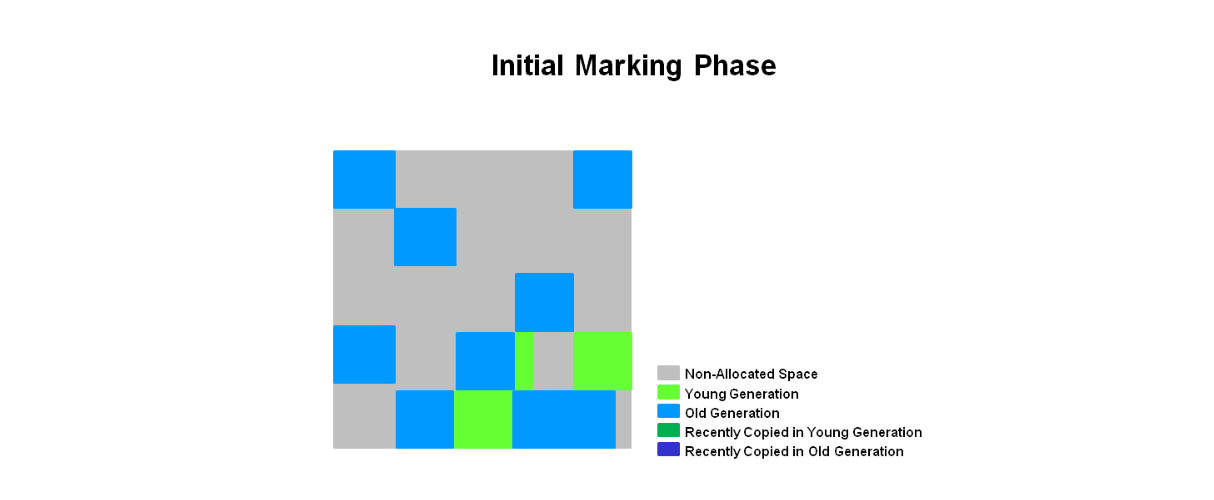 Initial Marking Phase
Non-Allocated Space
Young Generation
Old Generation
Recently Copied in Young Generation
Recently Copied in Old Generation